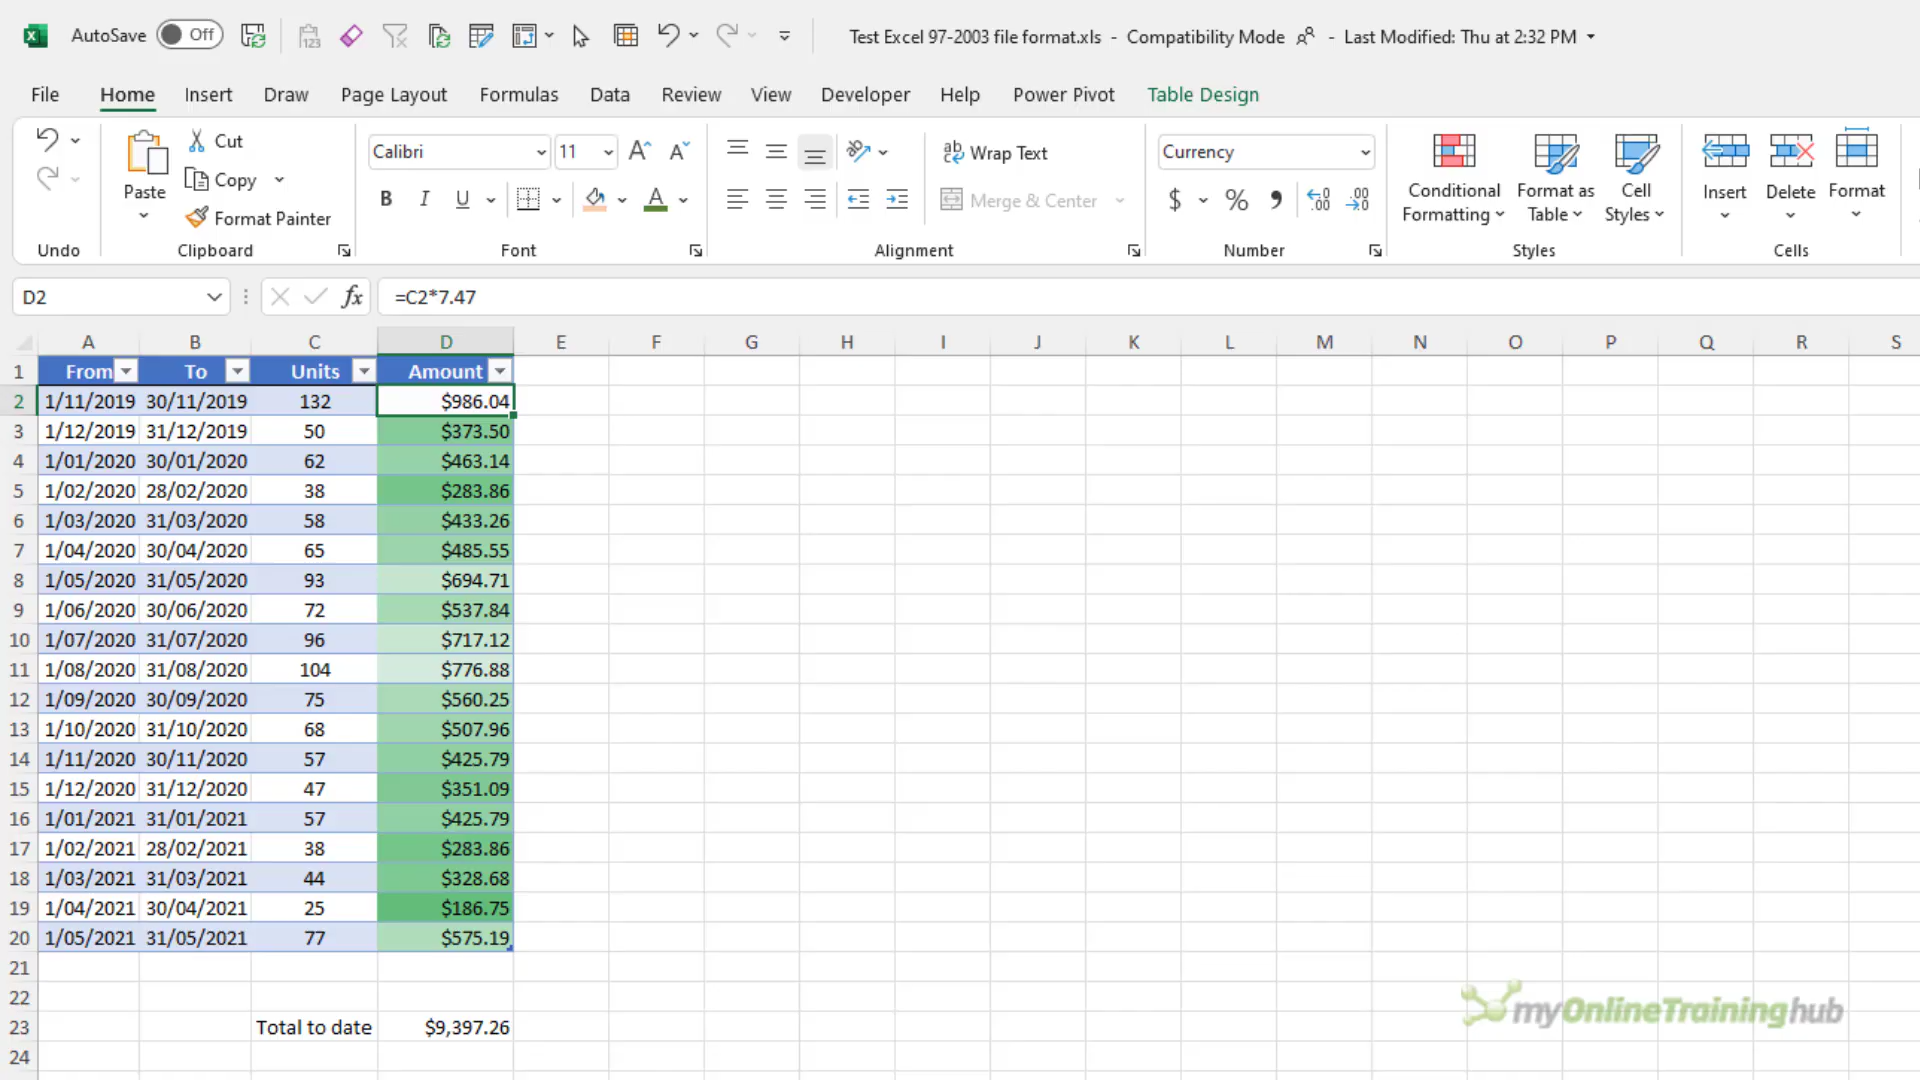 AutoSave Off Test Excel 97-2003 file format.xls - Compatibility Mode - Last Modified: Thu at 2:32 PM
File Home Insert Draw Page Layout Formulas Data Review View Developer Help Power Pivot Table Design
Undo
Paste Cut
Copy
Format Painter
Clipboard
Calibri 11
B I U
Font
Wrap Text
Merge & Center
Alignment
Currency
$ % 9
Number
Conditional Formatting
Format as Table
Cell Styles
Styles
Insert Delete Format
Cells
D2 fx =C2*7.47
A B C D E F G H I J K L M N O P Q R S
1 From To Units Amount
2 1/11/2019 30/11/2019 132 $986.04
3 1/12/2019 31/12/2019 50 $373.50
4 1/01/2020 30/01/2020 62 $463.14
5 1/02/2020 28/02/2020 38 $283.86
6 1/03/2020 31/03/2020 58 $433.26
7 1/04/2020 30/04/2020 65 $485.55
8 1/05/2020 31/05/2020 93 $694.71
9 1/06/2020 30/06/2020 72 $537.84
10 1/07/2020 31/07/2020 96 $717.12
11 1/08/2020 31/08/2020 104 $776.88
12 1/09/2020 30/09/2020 75 $560.25
13 1/10/2020 31/10/2020 68 $507.96
14 1/11/2020 30/11/2020 57 $425.79
15 1/12/2020 31/12/2020 47 $351.09
16 1/01/2021 31/01/2021 57 $425.79
17 1/02/2021 28/02/2021 38 $283.86
18 1/03/2021 31/03/2021 44 $328.68
19 1/04/2021 30/04/2021 25 $186.75
20 1/05/2021 31/05/2021 77 $575.19
21
22
23 Total to date $9,397.26
24
myOnlineTraininghub